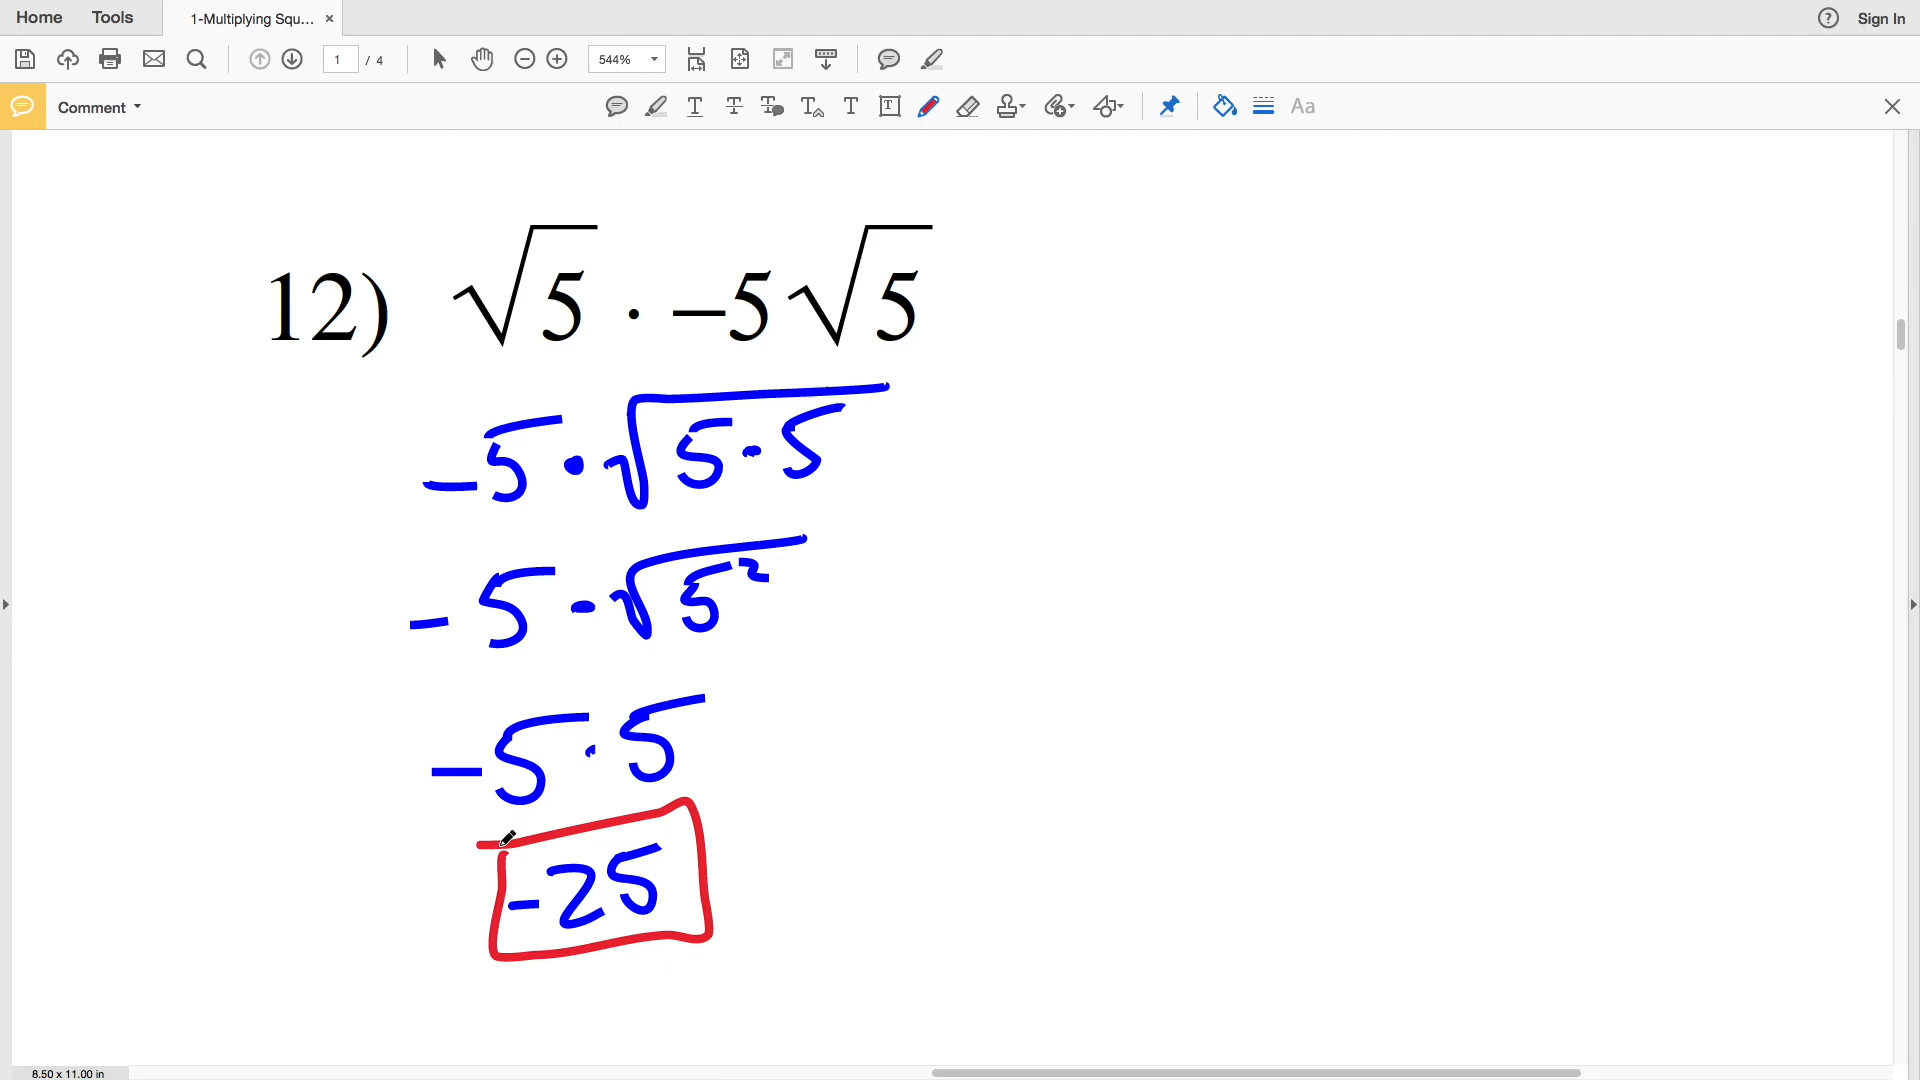 Home Tools 1-Multiplying Squ... × ? Sign In
1 / 4 544%
Comment T T T T T T Aa
12) √5 · −5√5
−5 · √5·5
−5 · √5²
−5 · 5
−25
8.50 x 11.00 in